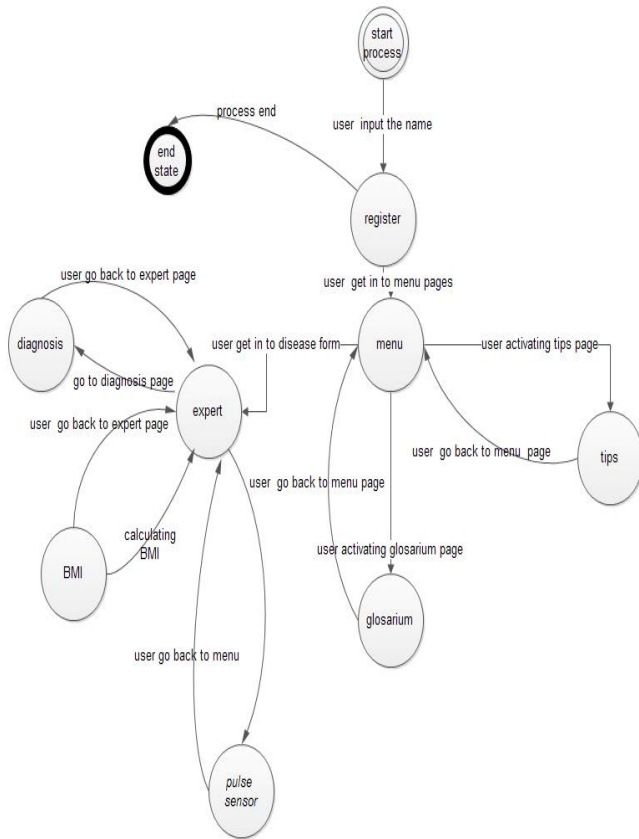 start
process
process end
user input the name
end
state
register
user get in to menu pages
user go back to expert page
diagnosis
user get in to disease form
menu
user activating tips page
go to diagnosis page
expert
user go back to expert page
user go back to menu page
tips
user go back to menu page
calculating
BMI
user activating glosarium page
BMI
glosarium
user go back to menu
pulse
sensor